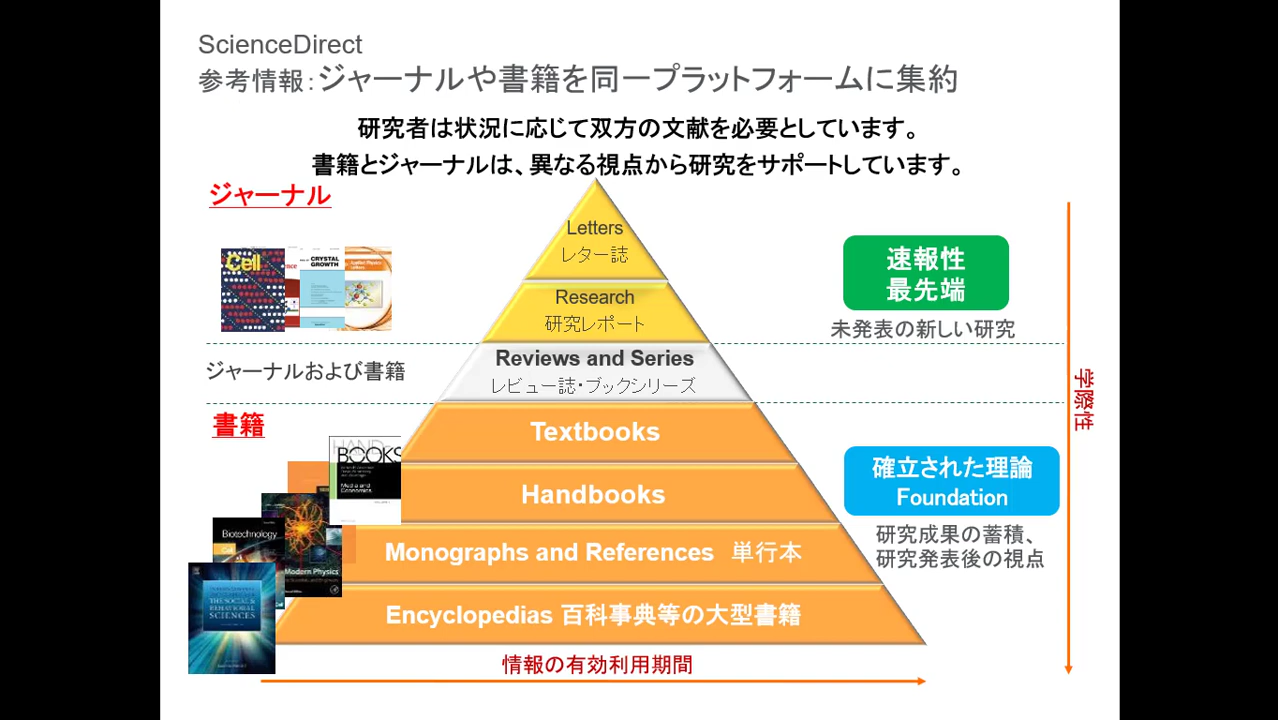 ScienceDirect
参考情報：ジャーナルや書籍を同一プラットフォームに集約
研究者は状況に応じて双方の文献を必要としています。
書籍とジャーナルは、異なる視点から研究をサポートしています。
ジャーナル
Letters
レター誌
速報性
最先端
Cell
CRYSTAL
GROWTH
Research
研究レポート
未発表の新しい研究
Reviews and Series
レビュー誌・ブックシリーズ
ジャーナルおよび書籍
学際性
書籍
Textbooks
HAND
BOOKS
Media and
Economics
確立された理論
Foundation
Handbooks
研究成果の蓄積、
研究発表後の視点
Biotechnology
Cell
Modern Physics
Monographs and References 単行本
THE SOCIAL &
BEHAVIORAL
SCIENCES
Encyclopedias 百科事典等の大型書籍
情報の有効利用期間